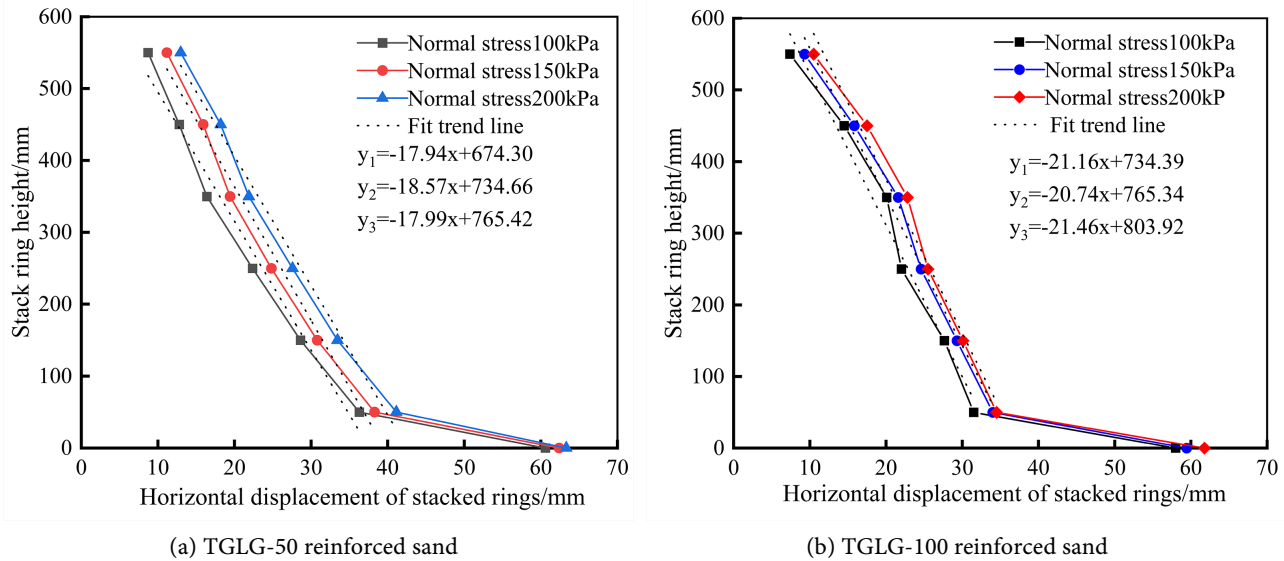 600
500
400
300
200
100
0
0 10 20 30 40 50 60 70
Stack ring height/mm
Horizontal displacement of stacked rings/mm
Normal stress100kPa
Normal stress150kPa
Normal stress200kPa
Fit trend line
y1=-17.94x+674.30
y2=-18.57x+734.66
y3=-17.99x+765.42
(a) TGLG-50 reinforced sand
600
500
400
300
200
100
0
0 10 20 30 40 50 60 70
Stack ring height/mm
Horizontal displacement of stacked rings/mm
Normal stress100kPa
Normal stress150kPa
Normal stress200kP
Fit trend line
y1=-21.16x+734.39
y2=-20.74x+765.34
y3=-21.46x+803.92
(b) TGLG-100 reinforced sand